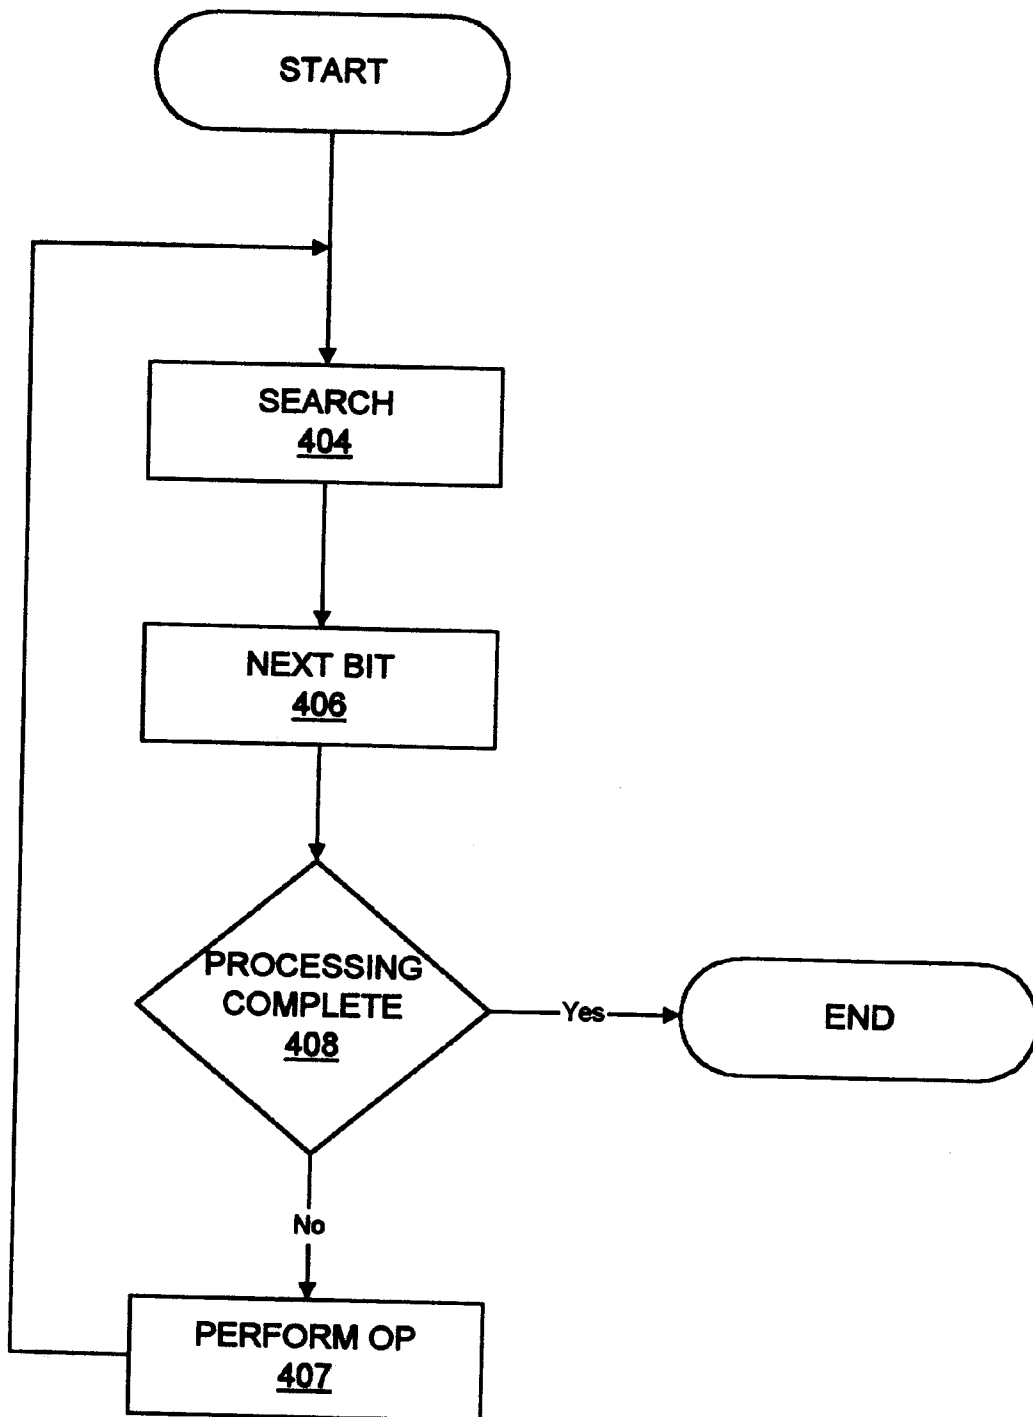 START
SEARCH
404
NEXT BIT
406
PROCESSING
COMPLETE
408
Yes
END
No
PERFORM OP
407